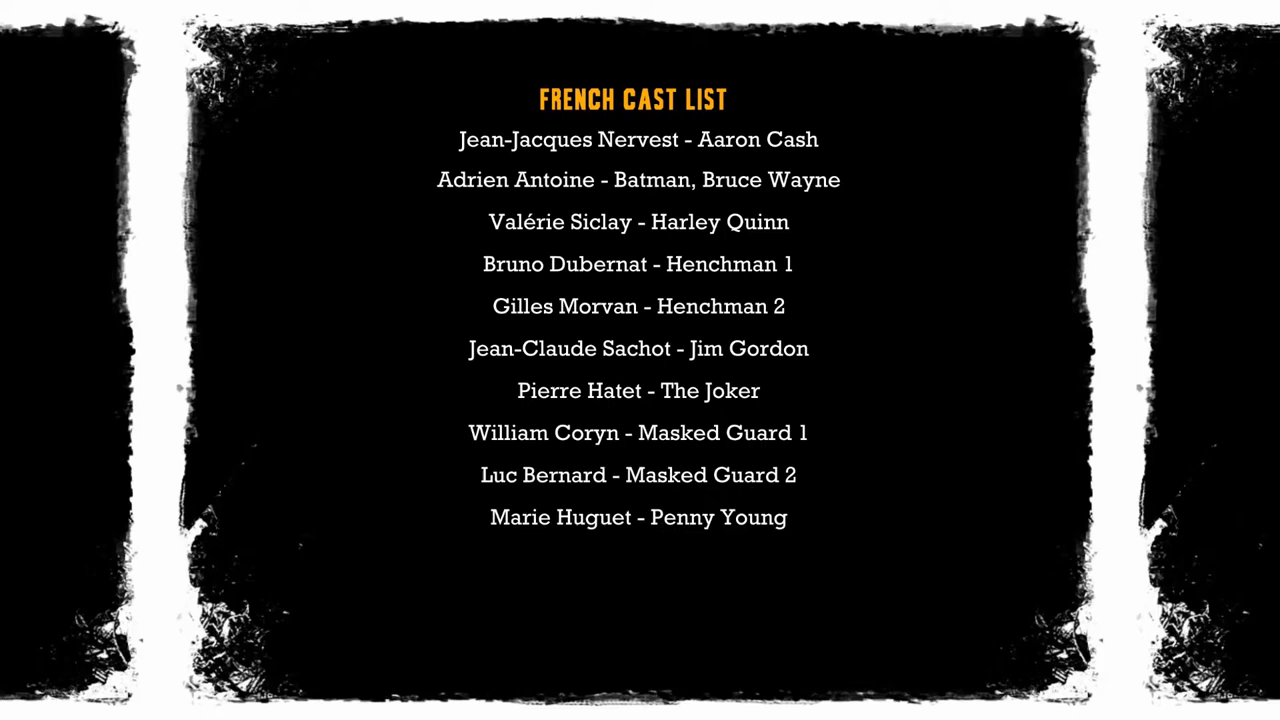 FRENCH CAST LIST
Jean-Jacques Nervest - Aaron Cash
Adrien Antoine - Batman, Bruce Wayne
Valérie Siclay - Harley Quinn
Bruno Dubernat - Henchman 1
Gilles Morvan - Henchman 2
Jean-Claude Sachot - Jim Gordon
Pierre Hatet - The Joker
William Coryn - Masked Guard 1
Luc Bernard - Masked Guard 2
Marie Huguet - Penny Young